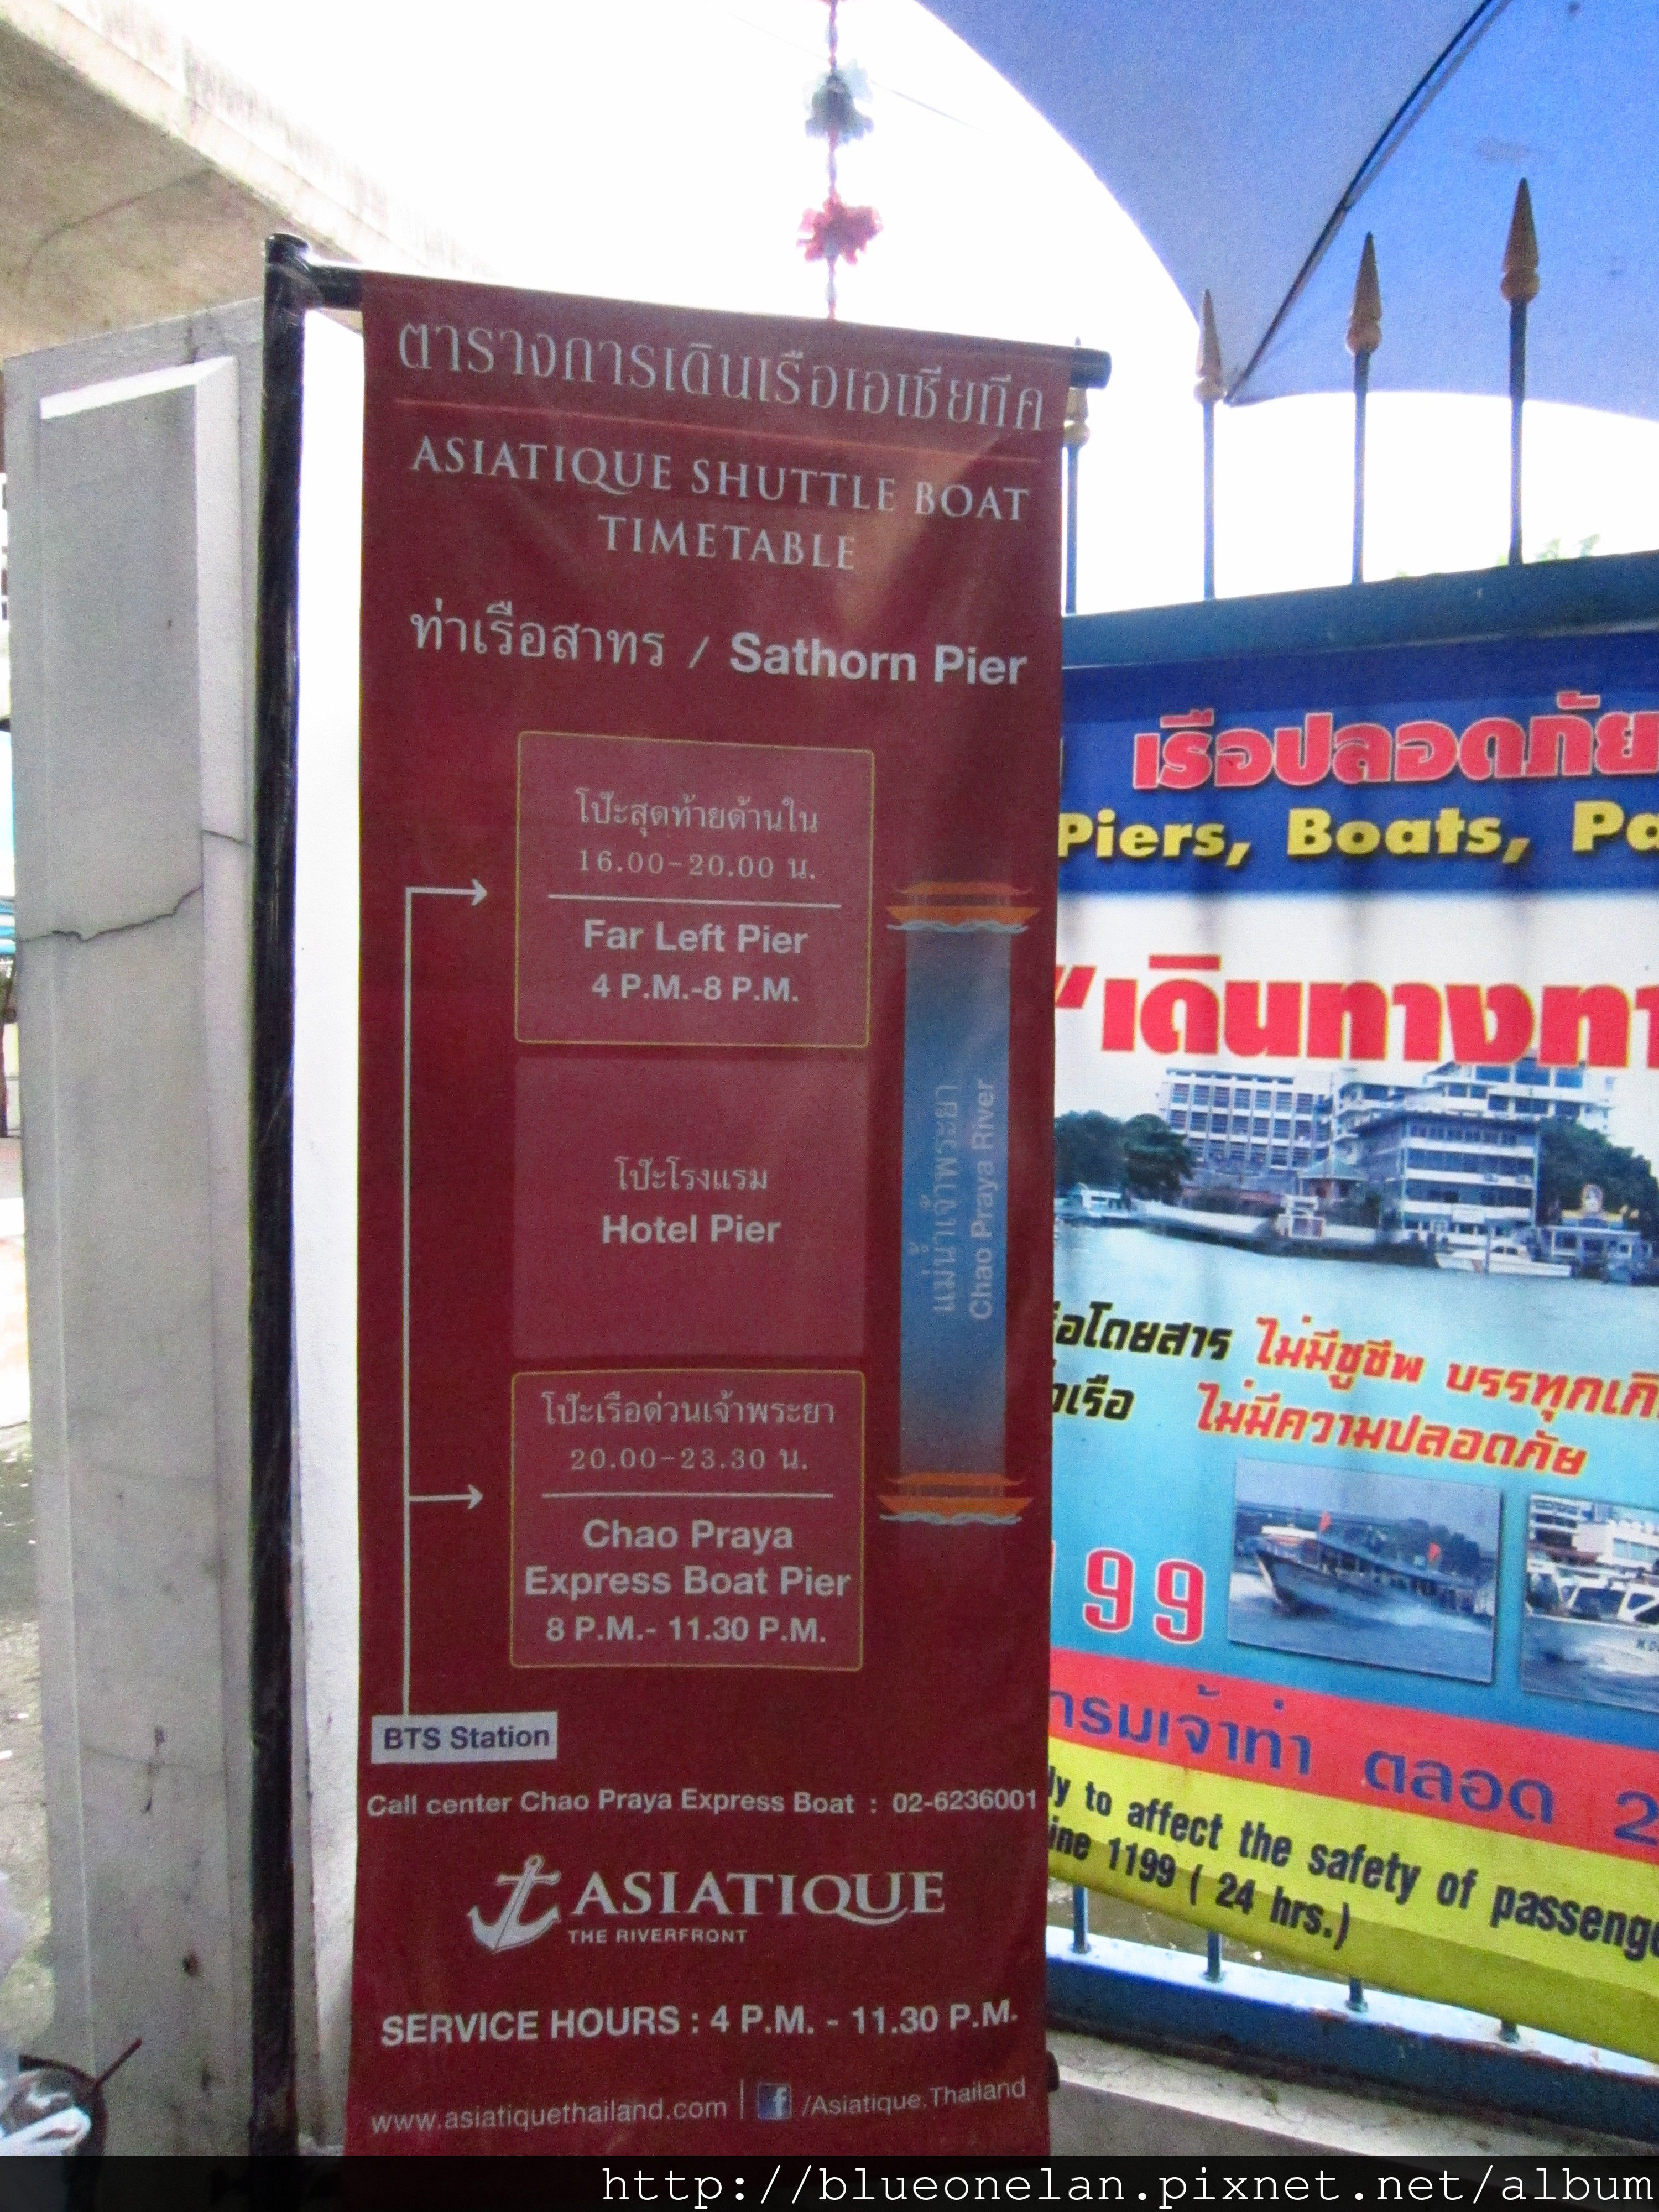 ตารางการเดินเรือเอเชียทีค
ASIATIQUE SHUTTLE BOAT
TIMETABLE
ท่าเรือสาทร / Sathorn Pier
โป๊ะสุดท้ายด้านใน
16.00-20.00 น.
Far Left Pier
4 P.M.-8 P.M.
โป๊ะโรงแรม
Hotel Pier
แม่น้ำเจ้าพระยา
Chao Praya River
โป๊ะเรือด่วนเจ้าพระยา
20.00-23.30 น.
Chao Praya
Express Boat Pier
8 P.M.- 11.30 P.M.
BTS Station
Call center Chao Praya Express Boat : 02-6236001
ASIATIQUE
THE RIVERFRONT
SERVICE HOURS : 4 P.M. - 11.30 P.M.
www.asiatiquethailand.com | f /Asiatique.Thailand
เรือปลอดภัย
Piers, Boats, Pa
"เดินทางทา
อโดยสาร ไม่มีชูชีพ บรรทุกเกิ
เรือ ไม่มีความปลอดภัย
199
กรมเจ้าท่า ตลอด 2
ly to affect the safety of passenge
ine 1199 ( 24 hrs.)
http://blueonelan.pixnet.net/album